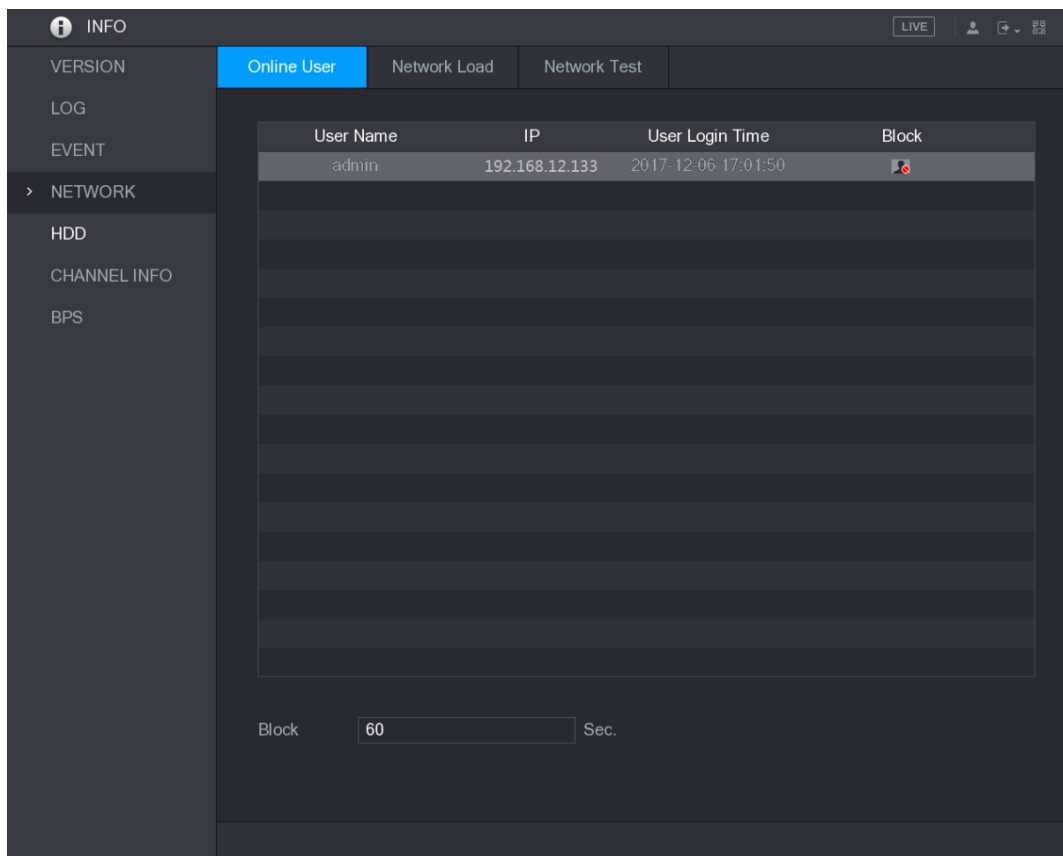 INFO
LIVE
VERSION
LOG
EVENT
> NETWORK
HDD
CHANNEL INFO
BPS
Online User Network Load Network Test
User Name IP User Login Time Block
admin 192.168.12.133 2017-12-06 17:01:50
Block 60 Sec.